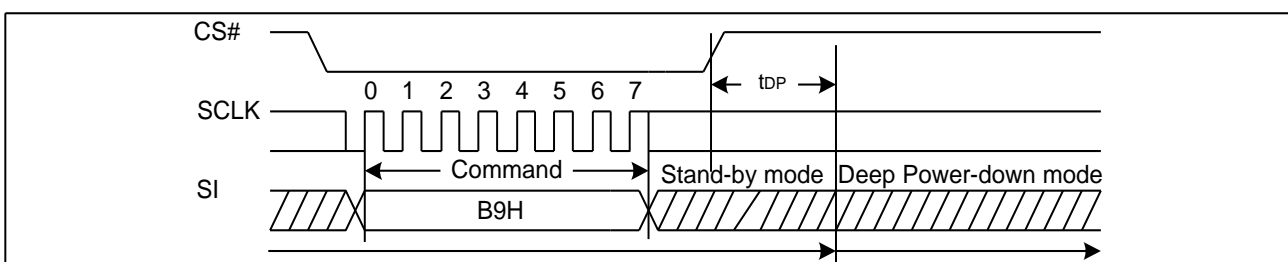 CS#
tDP
0 1 2 3 4 5 6 7
SCLK
Command
Stand-by mode Deep Power-down mode
SI
B9H